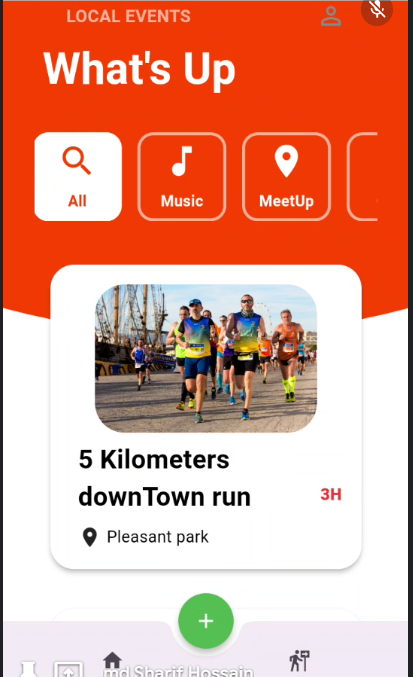 LOCAL EVENTS
What's Up
All
Music
MeetUp
5 Kilometers
downTown run
3H
Pleasant park
md Sharif Hossain